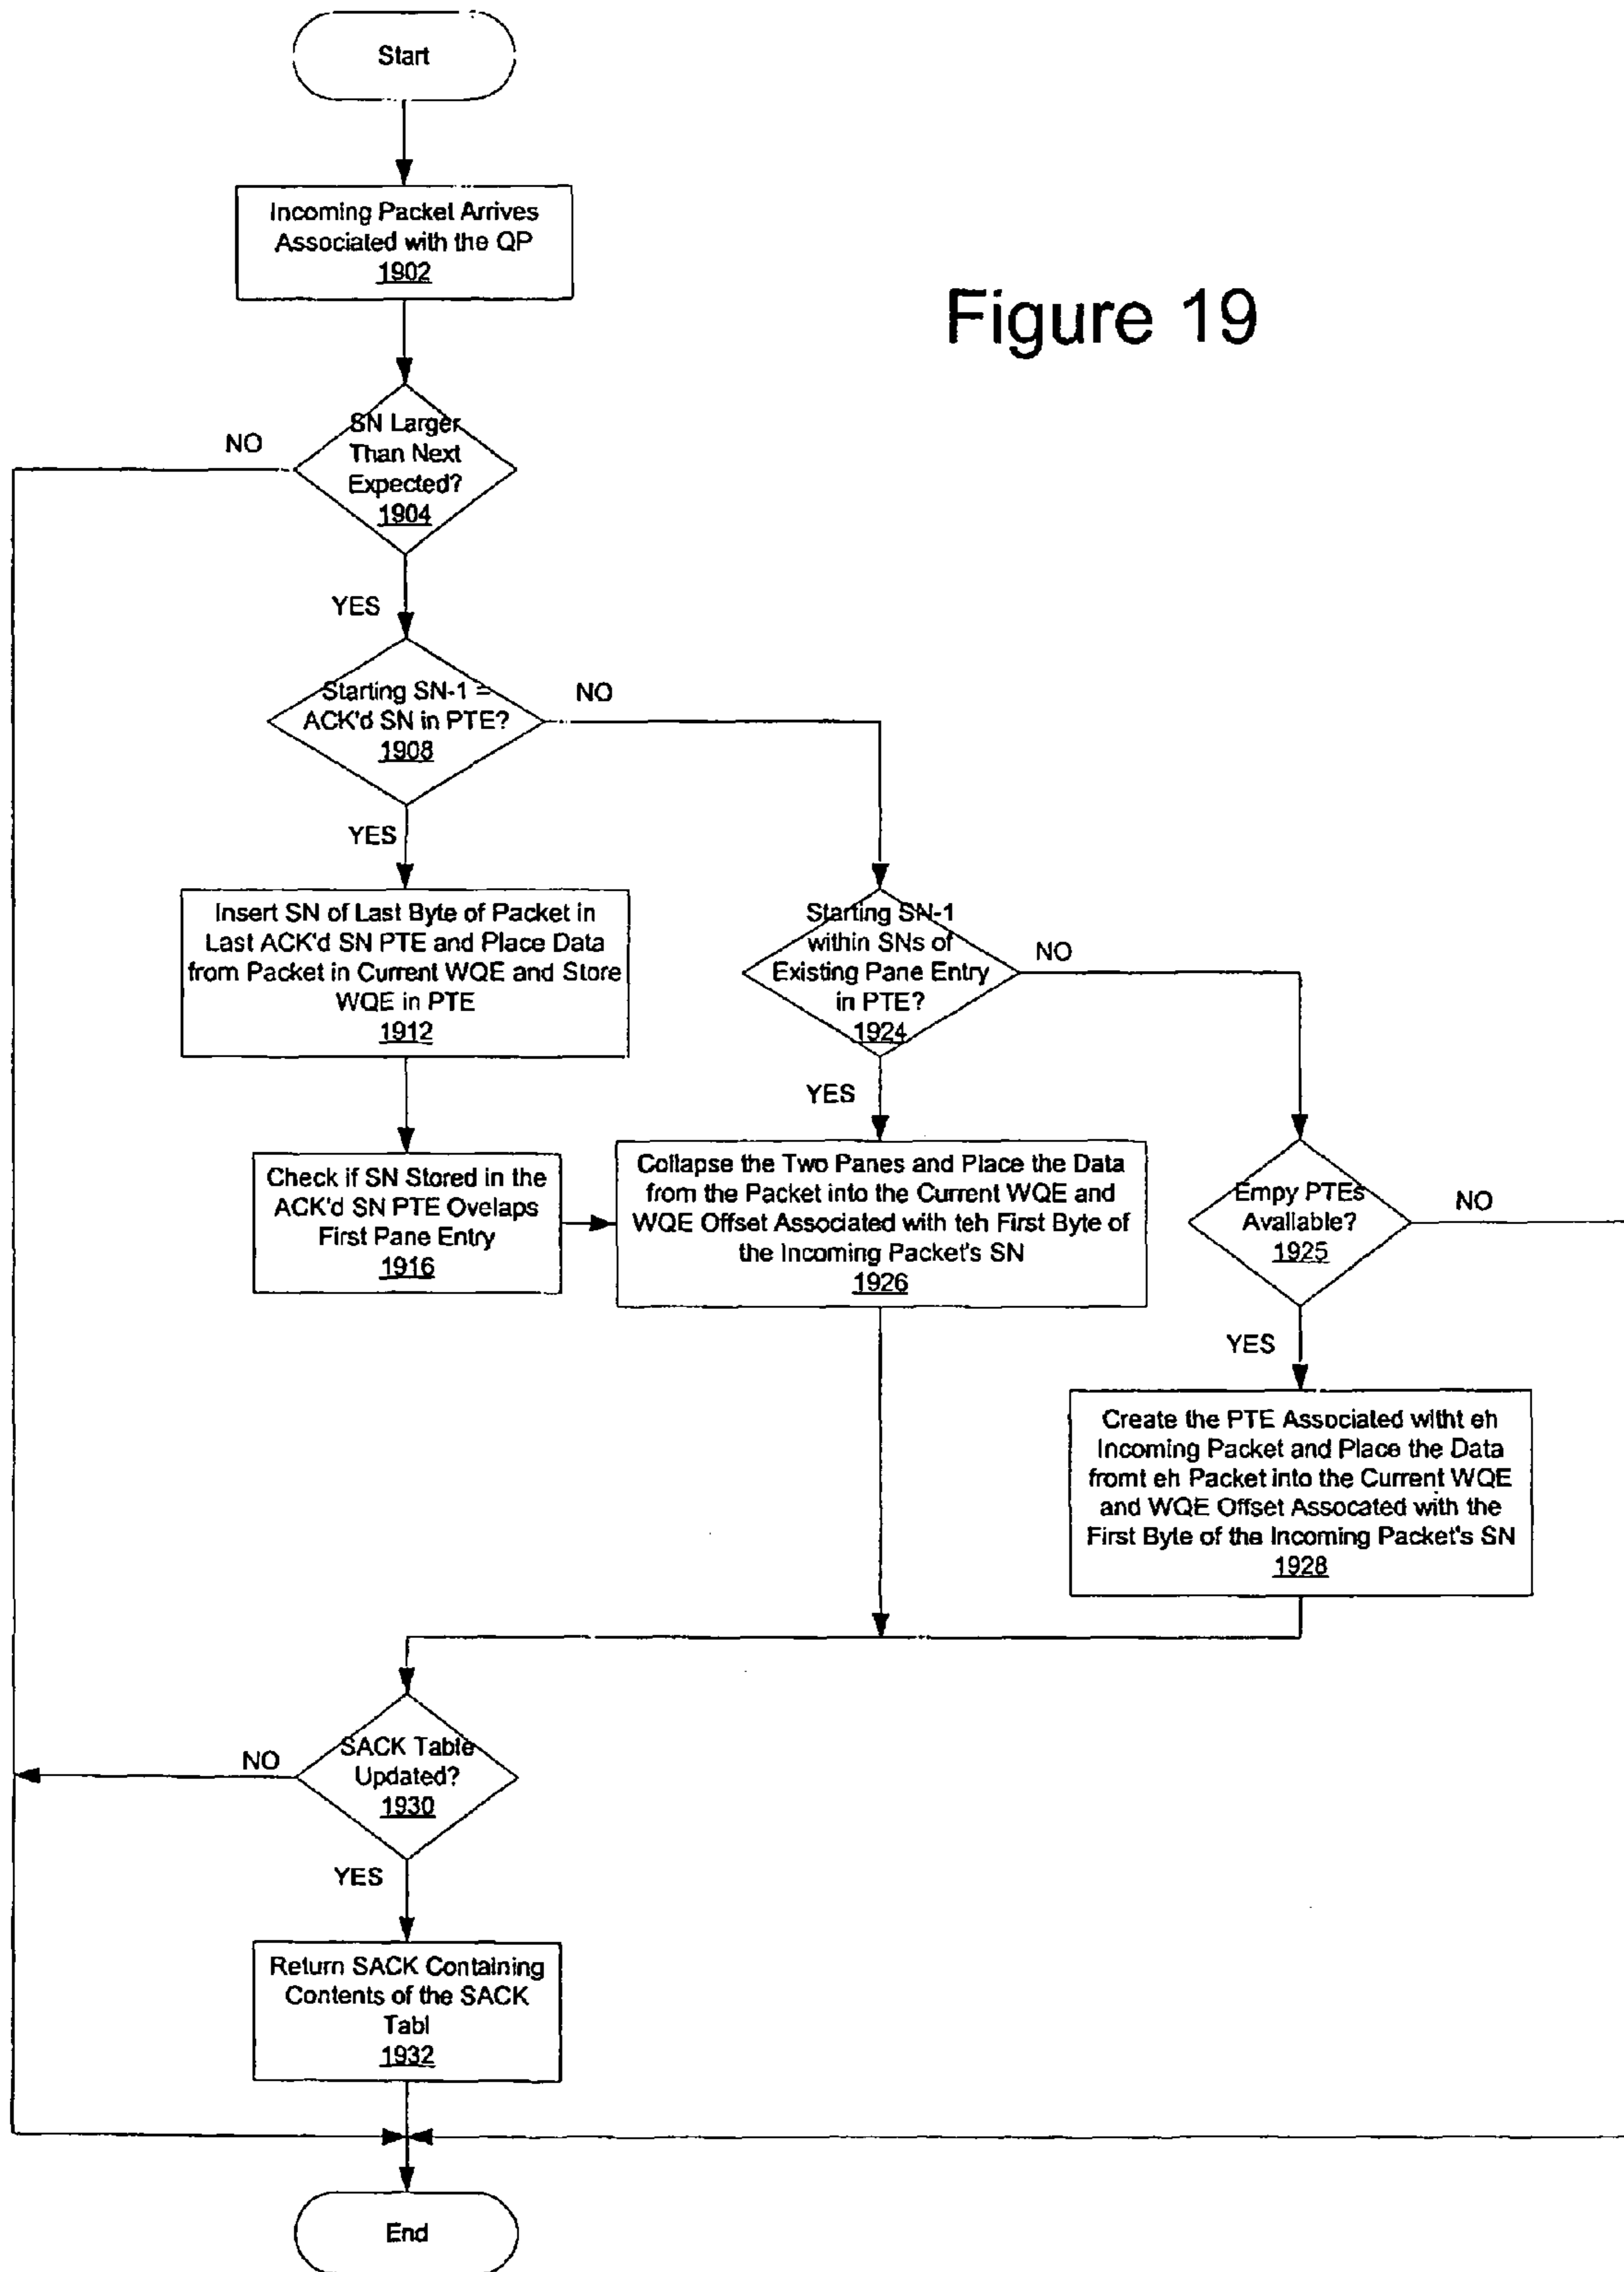 Start
Incoming Packet Arrives
Associated with the QP
1902
Figure 19
SN Larger
Than Next
Expected?
1904
NO
YES
Starting SN-1 =
ACK'd SN in PTE?
1908
NO
YES
Insert SN of Last Byte of Packet in
Last ACK'd SN PTE and Place Data
from Packet in Current WQE and Store
WQE in PTE
1912
Starting SN-1
within SNs of
Existing Pane Entry
in PTE?
1924
NO
YES
Check if SN Stored in the
ACK'd SN PTE Ovelaps
First Pane Entry
1916
Collapse the Two Panes and Place the Data
from the Packet into the Current WQE and
WQE Offset Associated with teh First Byte of
the Incoming Packet's SN
1926
Empy PTEs
Available?
1925
NO
YES
Create the PTE Associated witht eh
Incoming Packet and Place the Data
fromt eh Packet into the Current WQE
and WQE Offset Assocated with the
First Byte of the Incoming Packet's SN
1928
SACK Table
Updated?
1930
NO
YES
Return SACK Containing
Contents of the SACK
Tabl
1932
End